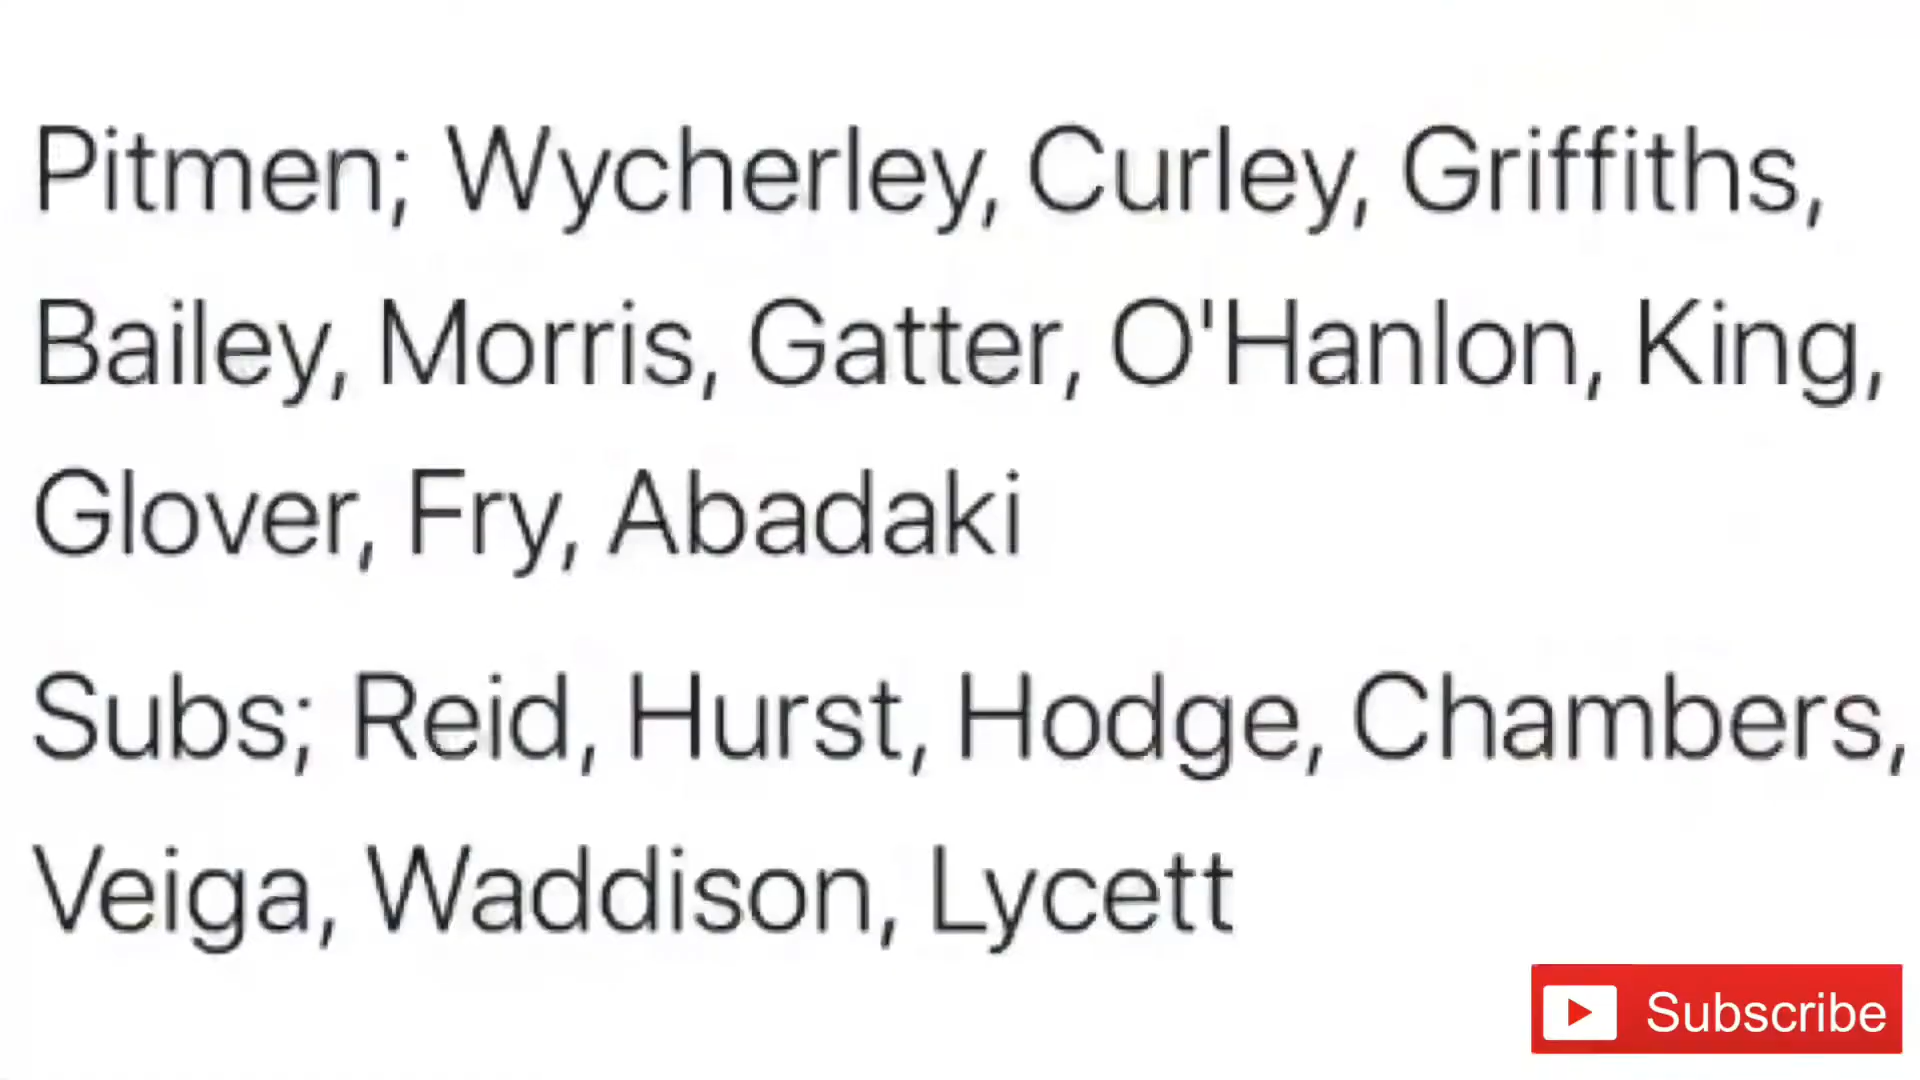 Pitmen; Wycherley, Curley, Griffiths,
Bailey, Morris, Gatter, O'Hanlon, King,
Glover, Fry, Abadaki
Subs; Reid, Hurst, Hodge, Chambers,
Veiga, Waddison, Lycett
Subscribe